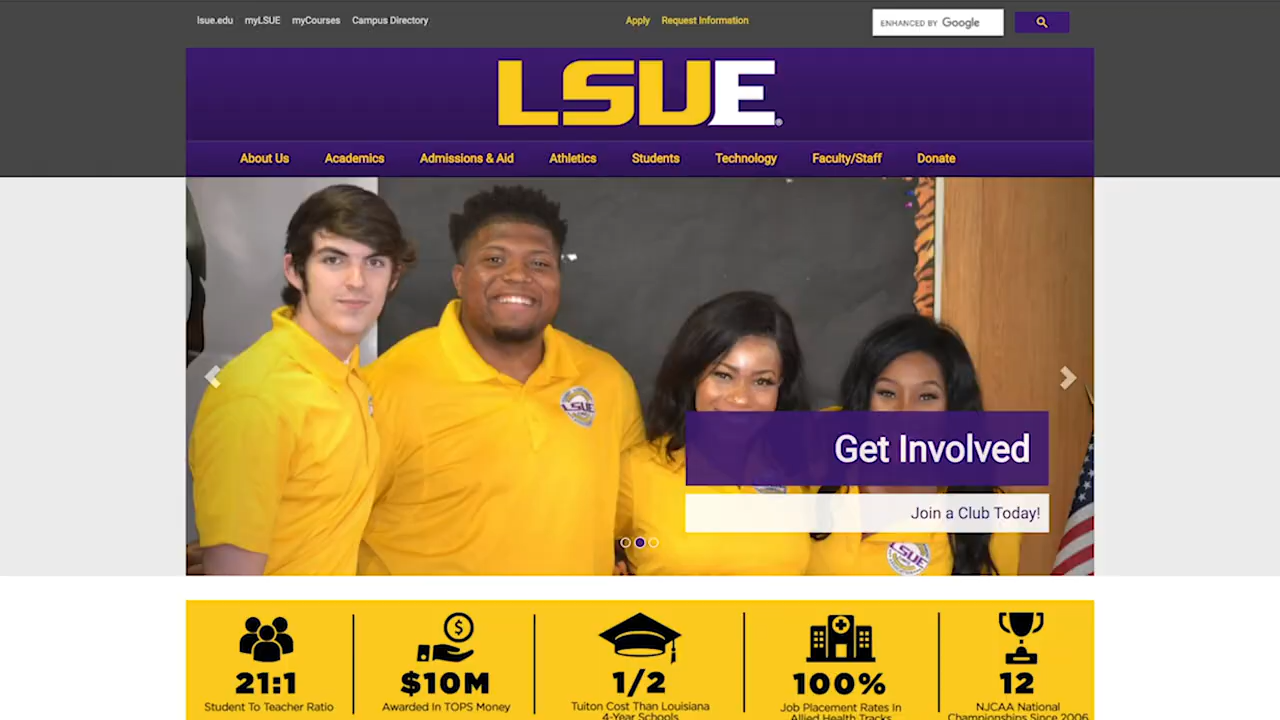 lsue.edu myLSUE myCourses Campus Directory Apply Request Information ENHANCED BY Google
LSUE®
About Us Academics Admissions & Aid Athletics Students Technology Faculty/Staff Donate
LSUE
Get Involved
Join a Club Today!
LSUE
21:1 $10M 1/2 100% 12
Student To Teacher Ratio Awarded In TOPS Money Tuiton Cost Than Louisiana Job Placement Rates In NJCAA National
4-Year Schools Allied Health Tracks Championships Since 2006